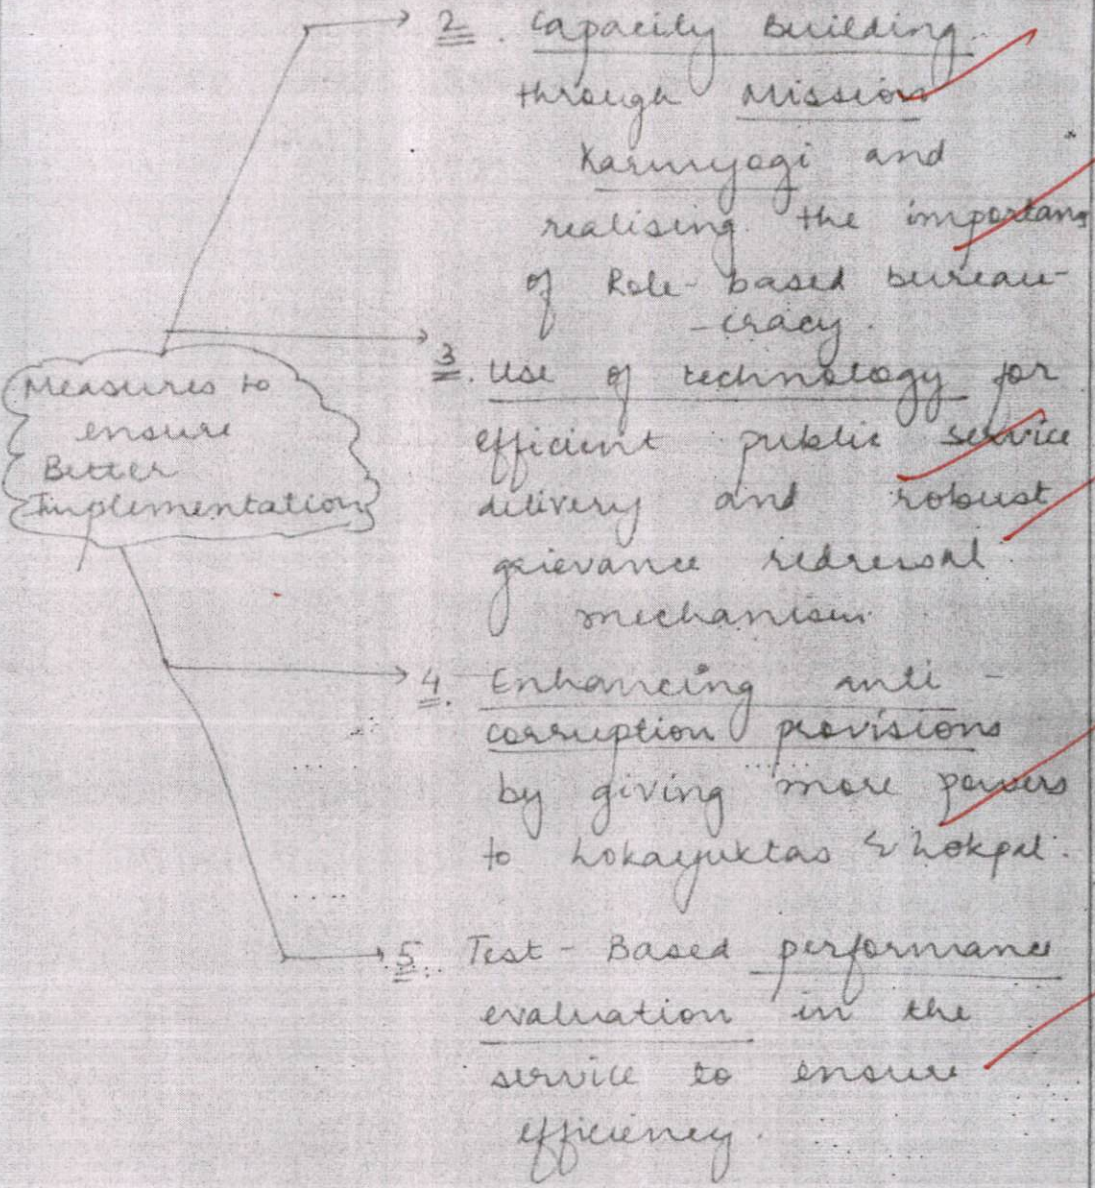 2. Capacity Building
through Mission
Karmyogi and
realising the importanc
of Role-based bureau-
-cracy.
Measures to
ensure
Better
Implementation
3. Use of technology for
efficient public service
delivery and robust
grievance redressal
mechanism.
4. Enhancing anti-
corruption provisions
by giving more powers
to Lokayuktas & Lokpal.
5. Test-Based performance
evaluation in the
service to ensure
efficiency.